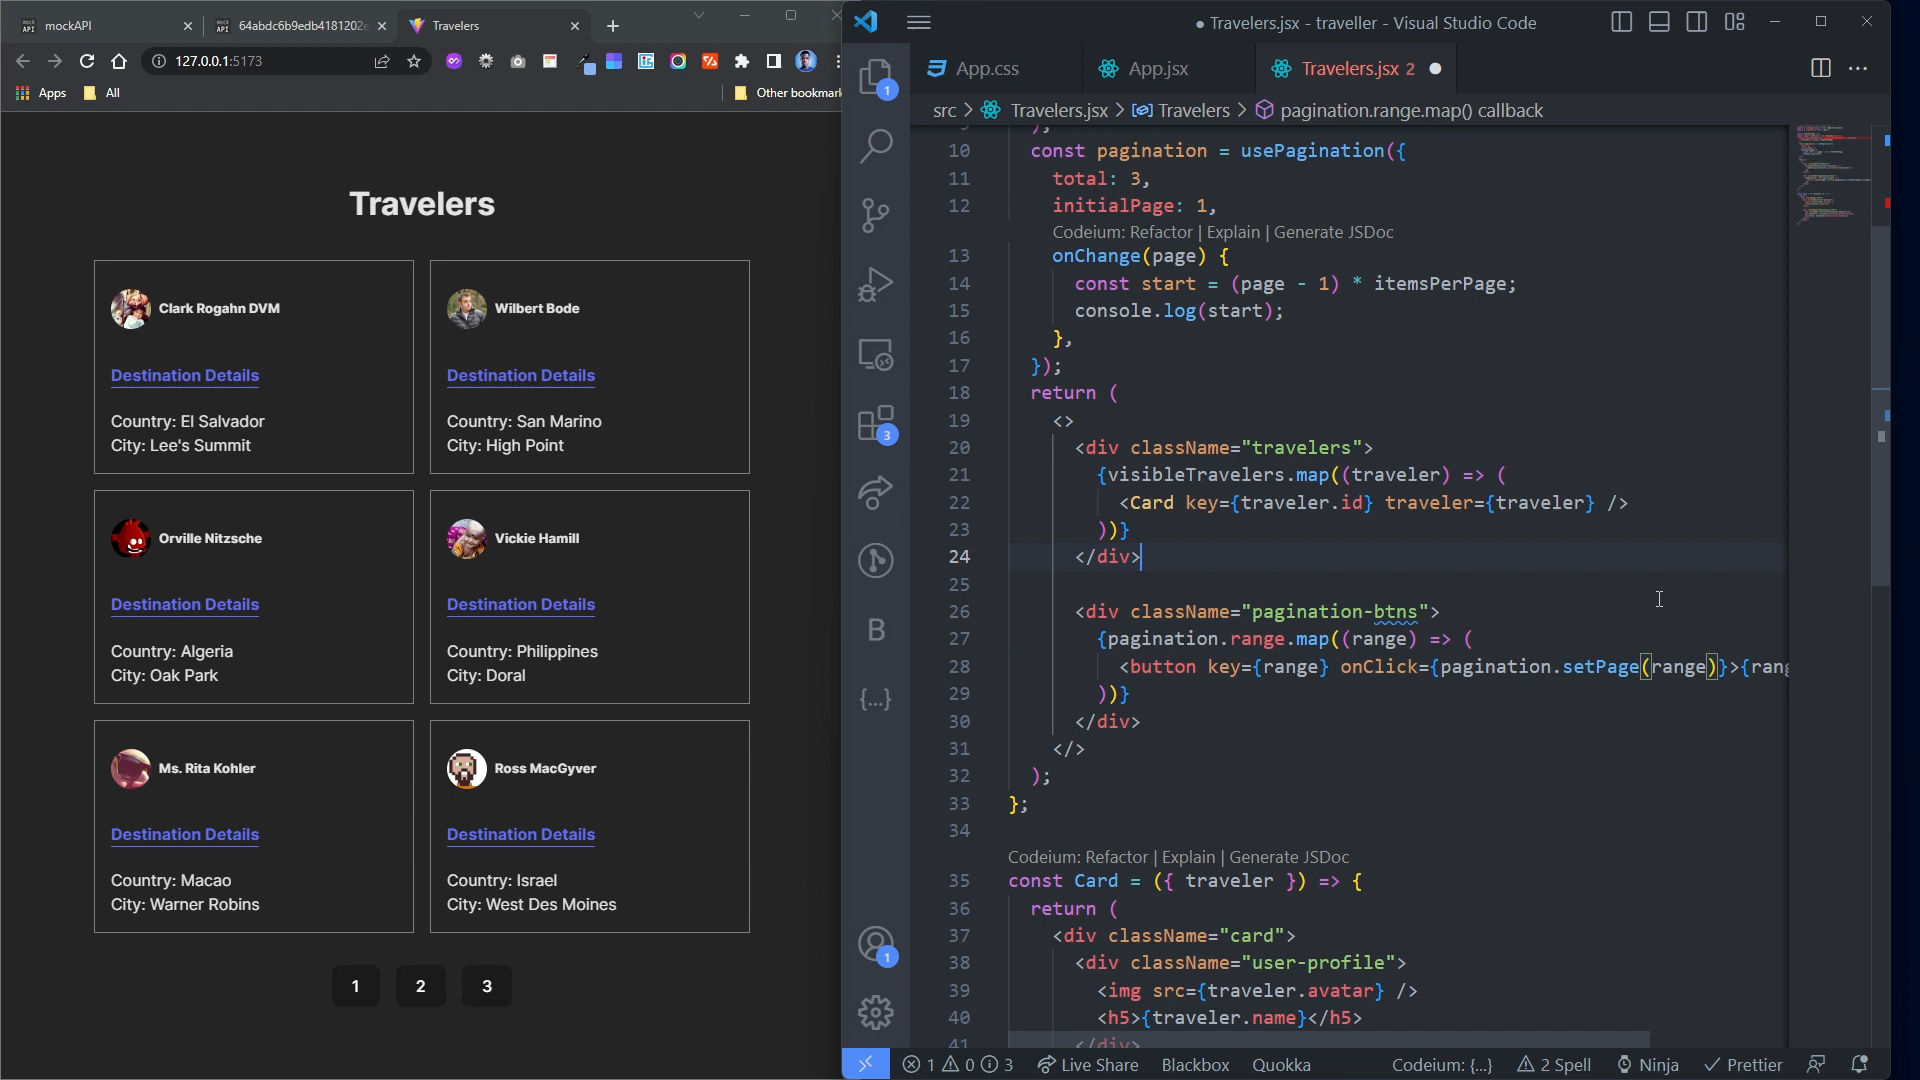 mockAPI
64abdc6b9edb4181202
Travelers
127.0.0.1:5173
Apps
All
Other bookmark
Travelers
Clark Rogahn DVM
Destination Details
Country: El Salvador
City: Lee's Summit
Wilbert Bode
Destination Details
Country: San Marino
City: High Point
Orville Nitzsche
Destination Details
Country: Algeria
City: Oak Park
Vickie Hamill
Destination Details
Country: Philippines
City: Doral
Ms. Rita Kohler
Destination Details
Country: Macao
City: Warner Robins
Ross MacGyver
Destination Details
Country: Israel
City: West Des Moines
1 2 3
● Travelers.jsx - traveller - Visual Studio Code
App.css
App.jsx
Travelers.jsx 2
src > Travelers.jsx > Travelers > pagination.range.map() callback
9 );
10 const pagination = usePagination({
11 total: 3,
12 initialPage: 1,
Codeium: Refactor | Explain | Generate JSDoc
13 onChange(page) {
14 const start = (page - 1) * itemsPerPage;
15 console.log(start);
16 },
17 });
18 return (
19 <>
20 <div className="travelers">
21 {visibleTravelers.map((traveler) => (
22 <Card key={traveler.id} traveler={traveler} />
23 ))}
24 </div>
25
26 <div className="pagination-btns">
27 {pagination.range.map((range) => (
28 <button key={range} onClick={pagination.setPage(range)}>{rang
29 ))}
30 </div>
31 </>
32 );
33 };
34
Codeium: Refactor | Explain | Generate JSDoc
35 const Card = ({ traveler }) => {
36 return (
37 <div className="card">
38 <div className="user-profile">
39 <img src={traveler.avatar} />
40 <h5>{traveler.name}</h5>
41 </div>
1
3
B
{...}
1
1 0 3
Live Share
Blackbox
Quokka
Codeium: {...}
2 Spell
Ninja
Prettier